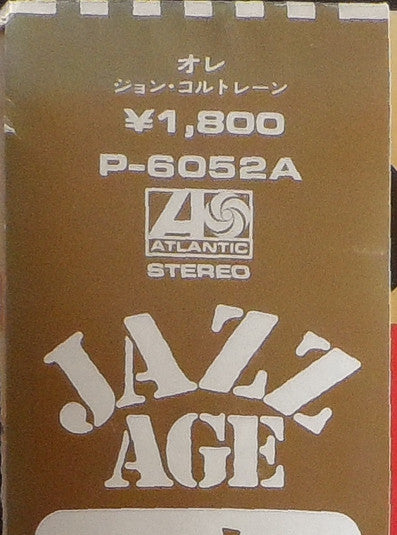 オレ
ジョン・コルトレーン
¥1,800
P-6052A
ATLANTIC
STEREO
JAZZ
AGE